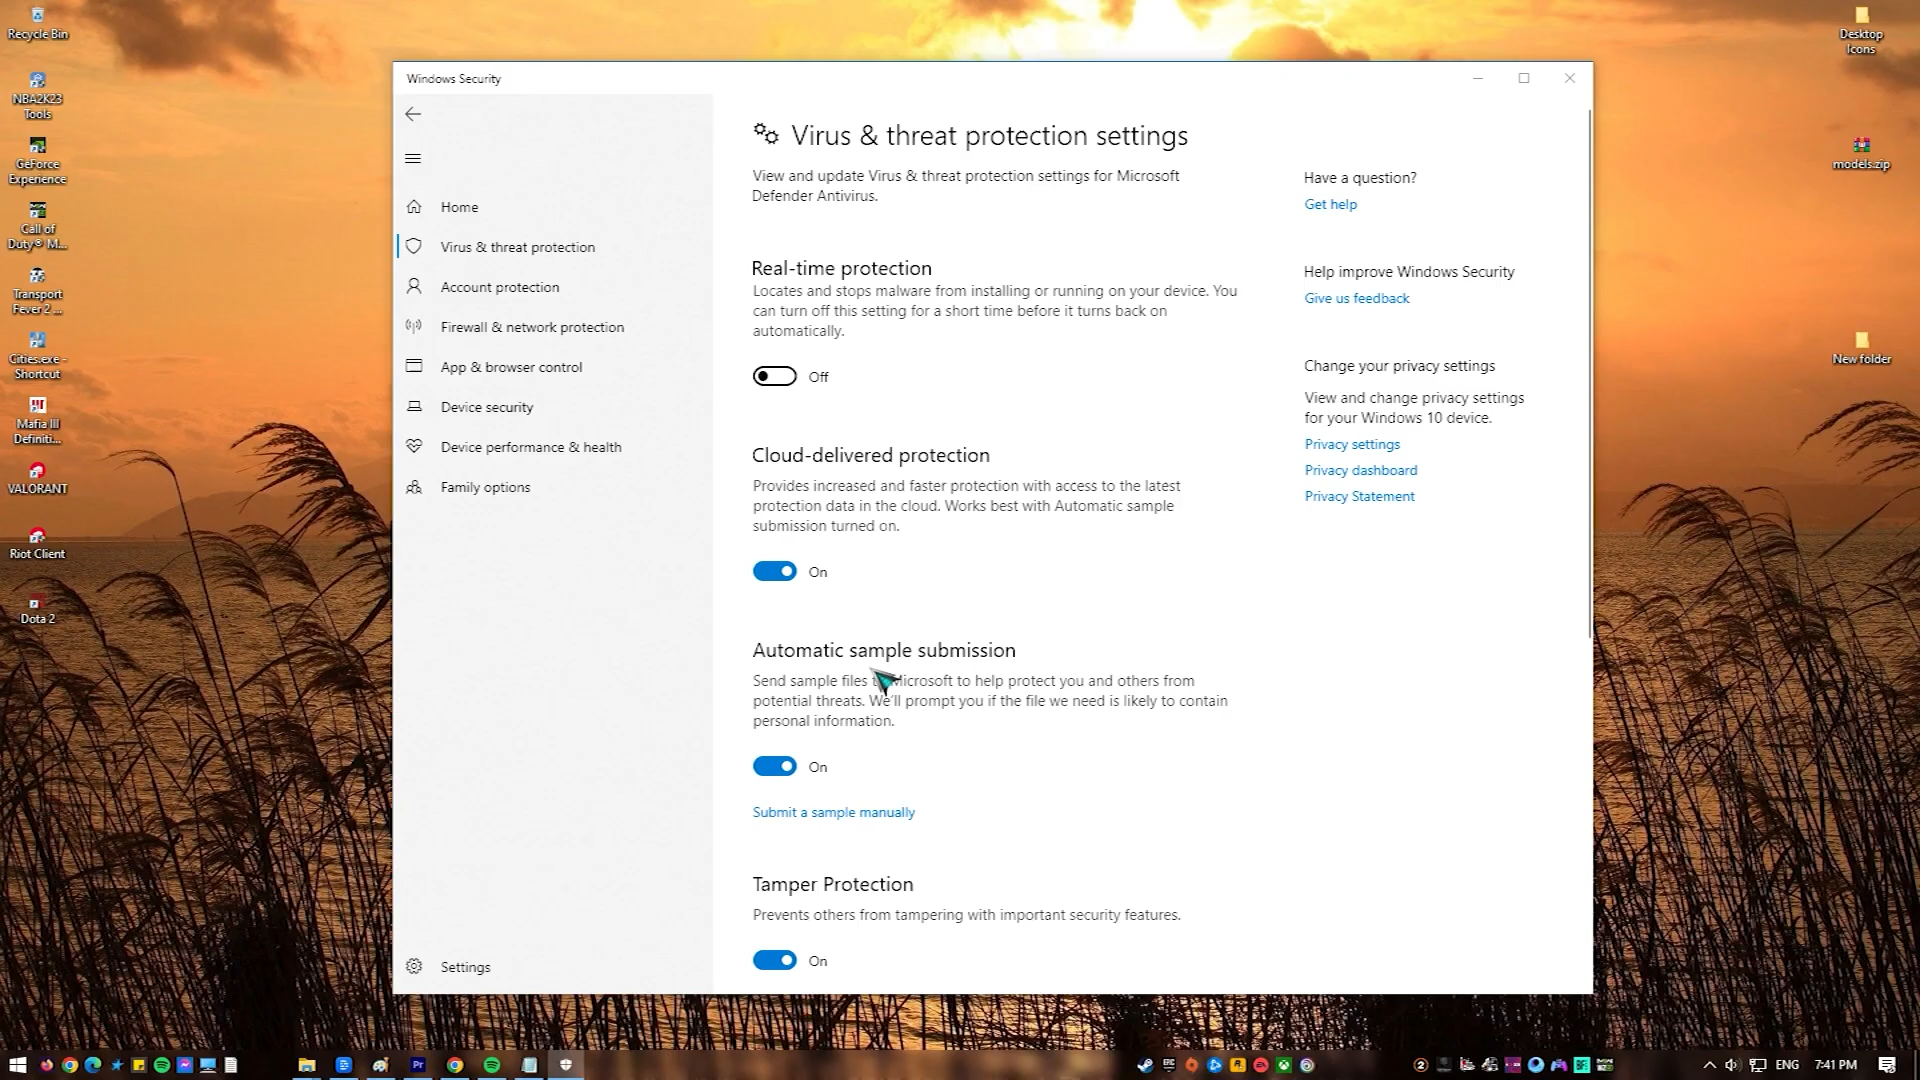 Recycle Bin
NBA2K23
Tools
GeForce
Experience
Call of
Duty® M...
Transport
Fever 2 ...
Cities.exe -
Shortcut
Mafia III
Definiti...
VALORANT
Riot Client
Dota 2
Windows Security
Home
Virus & threat protection
Account protection
Firewall & network protection
App & browser control
Device security
Device performance & health
Family options
Settings
Virus & threat protection settings
View and update Virus & threat protection settings for Microsoft
Defender Antivirus.
Real-time protection
Locates and stops malware from installing or running on your device. You
can turn off this setting for a short time before it turns back on
automatically.
Off
Cloud-delivered protection
Provides increased and faster protection with access to the latest
protection data in the cloud. Works best with Automatic sample
submission turned on.
On
Automatic sample submission
Send sample files to Microsoft to help protect you and others from
potential threats. We'll prompt you if the file we need is likely to contain
personal information.
On
Submit a sample manually
Tamper Protection
Prevents others from tampering with important security features.
On
Have a question?
Get help
Help improve Windows Security
Give us feedback
Change your privacy settings
View and change privacy settings
for your Windows 10 device.
Privacy settings
Privacy dashboard
Privacy Statement
Desktop
Icons
models.zip
New folder
Pr
ENG
7:41 PM